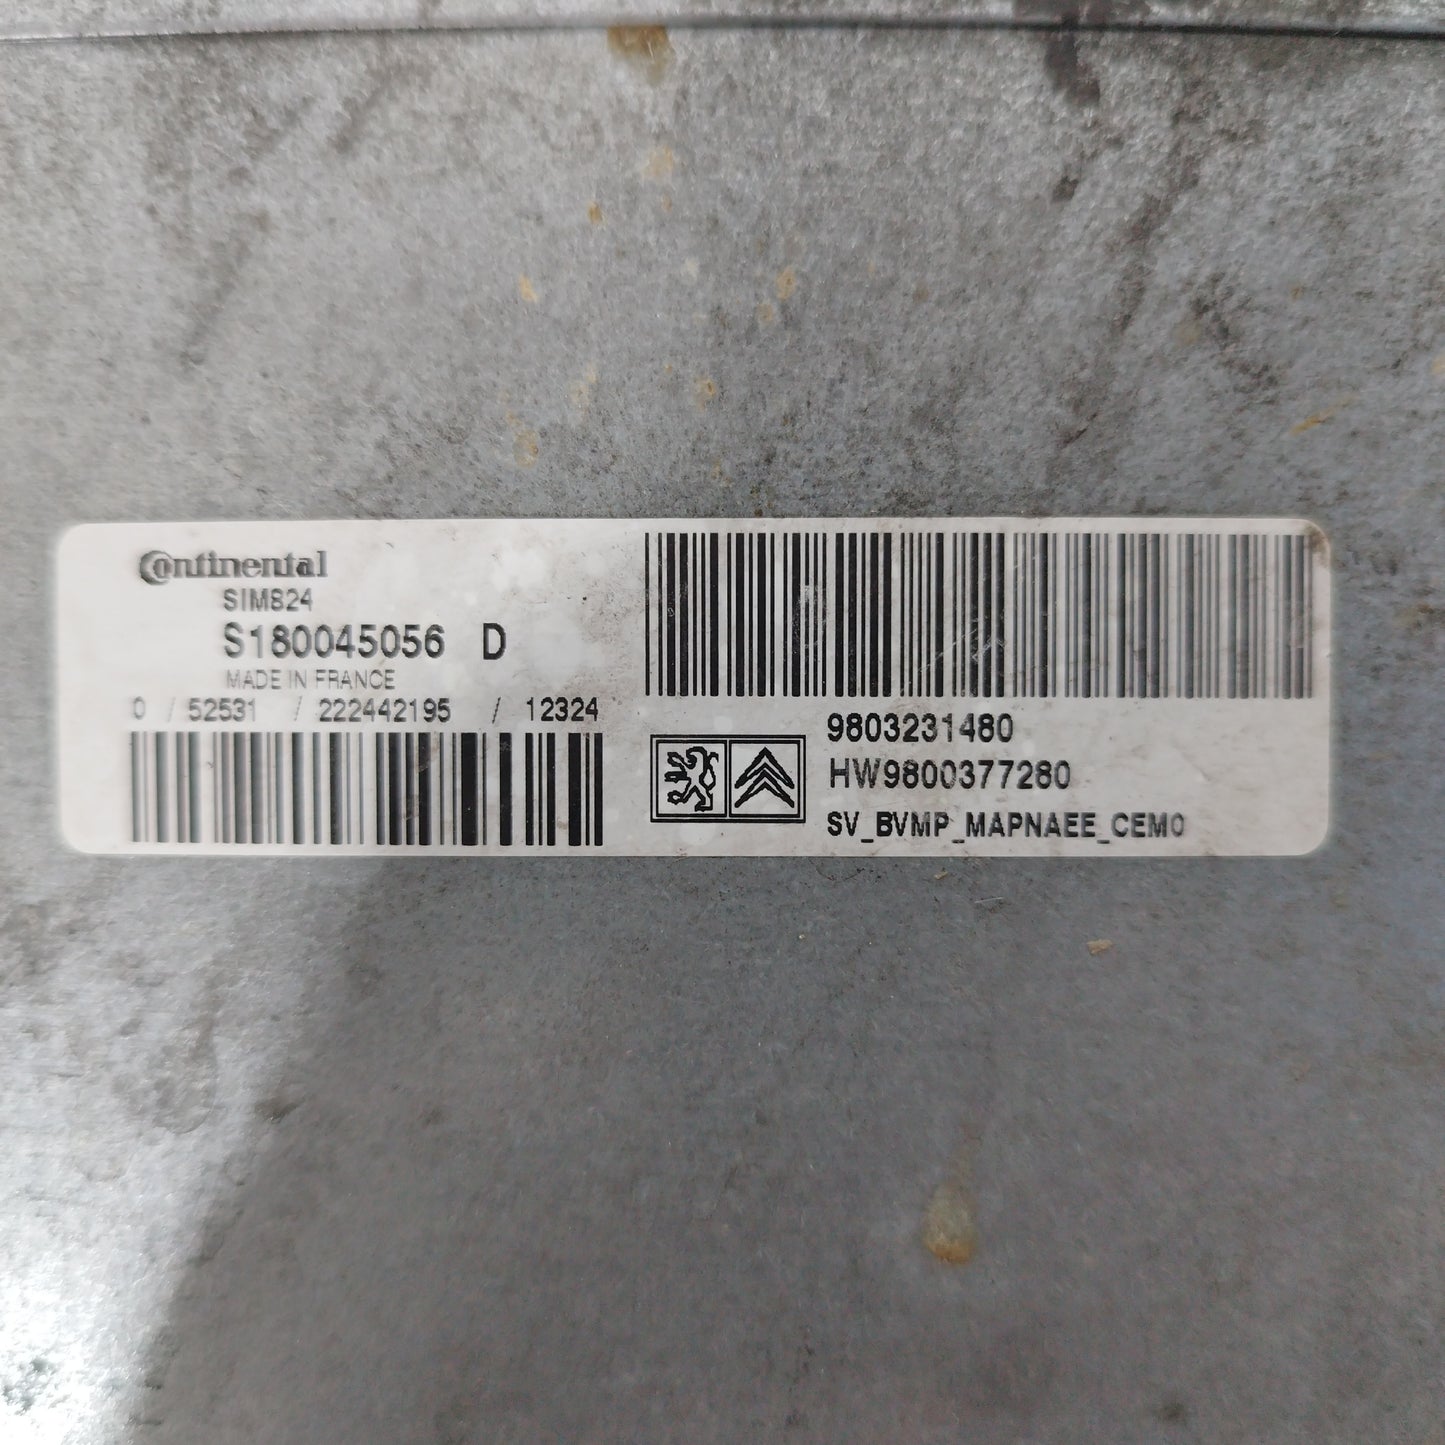 Continental
SIM824
S180045056 D
MADE IN FRANCE
0 / 52531 / 222442195 / 12324
9803231480
HW9800377280
SV_BVMP_MAPNAEE_CEM0